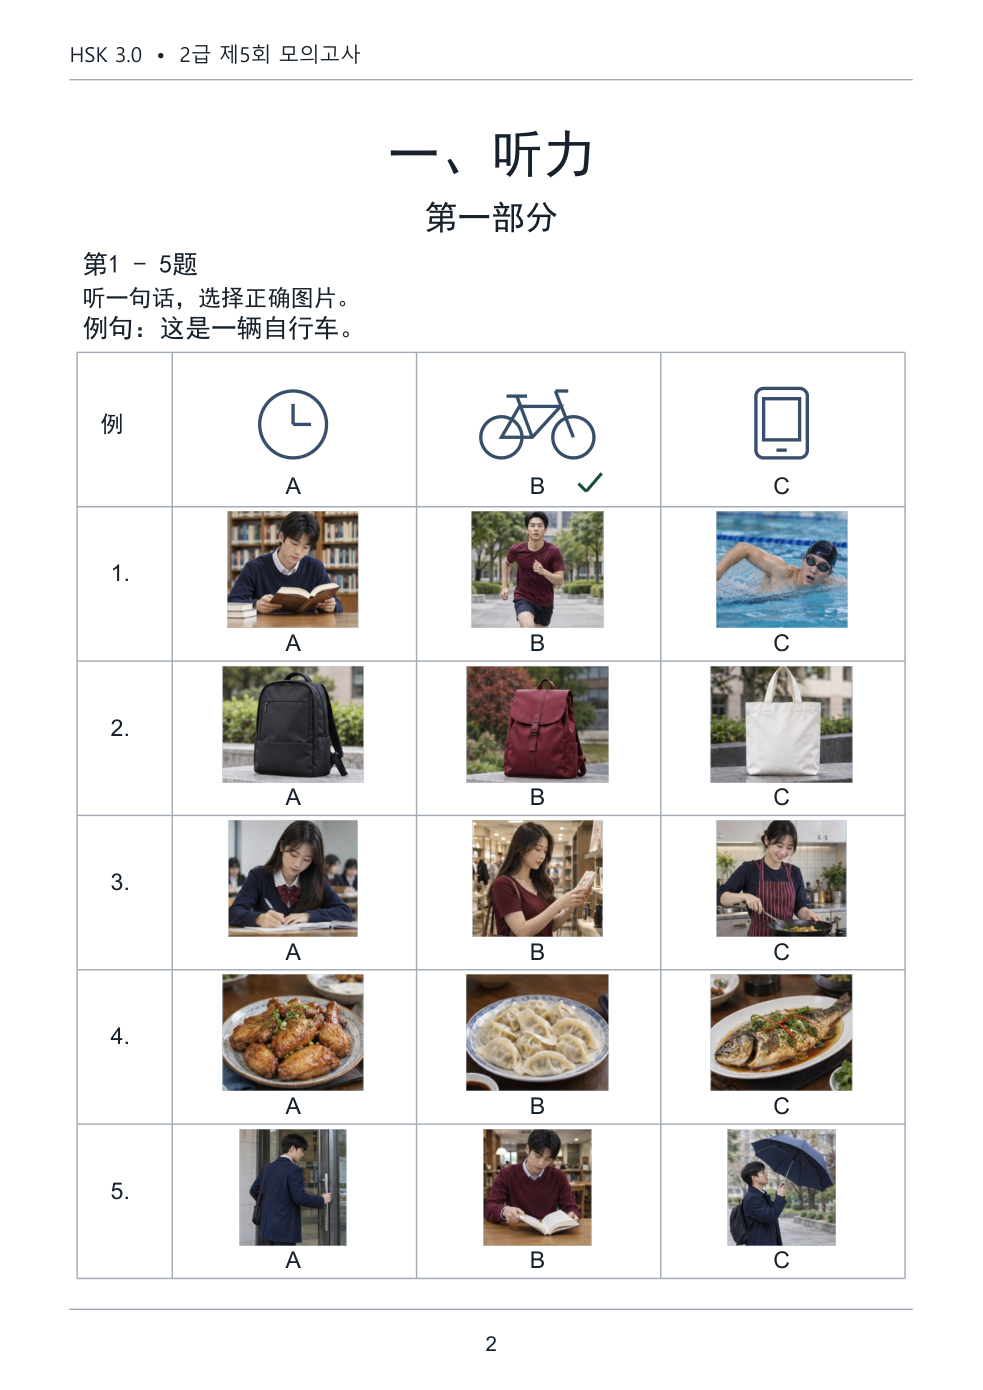 HSK 3.0 • 2급 제5회 모의고사
一、听力
第一部分
第1 – 5题
听一句话，选择正确图片。
例句：这是一辆自行车。
例
A
B
C
1.
A
B
C
2.
A
B
C
3.
A
B
C
4.
A
B
C
5.
A
B
C
2